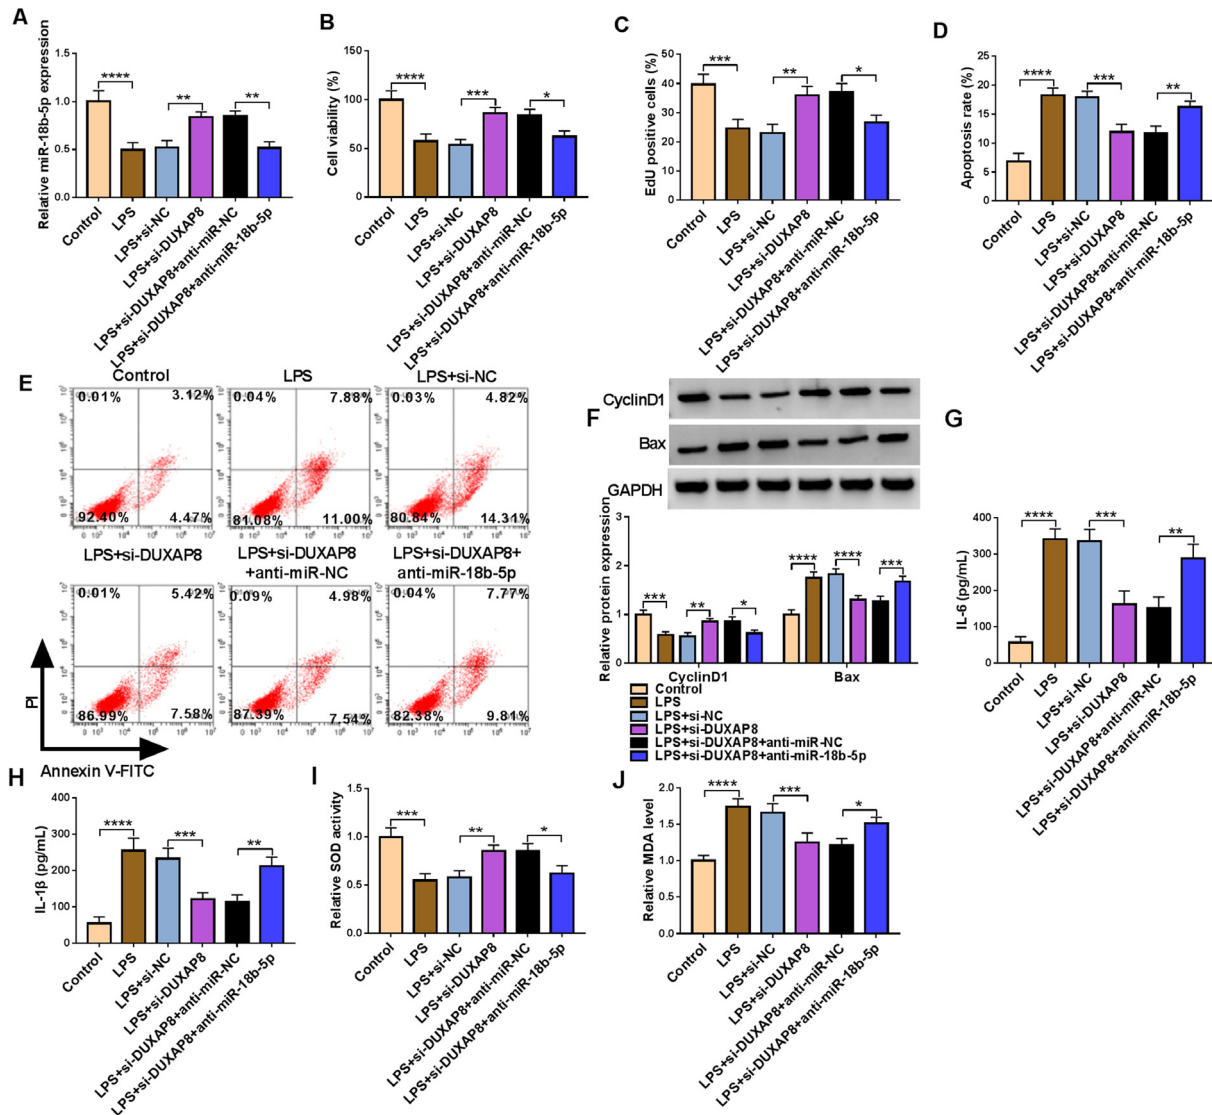 A
Relative miR-18b-5p expression
1.5
1.0
0.5
0.0
****
**
**
Control
LPS
LPS+si-NC
LPS+si-DUXAP8
LPS+si-DUXAP8+anti-miR-NC
LPS+si-DUXAP8+anti-miR-18b-5p
B
Cell viability (%)
150
100
50
0
****
***
*
Control
LPS
LPS+si-NC
LPS+si-DUXAP8
LPS+si-DUXAP8+anti-miR-NC
LPS+si-DUXAP8+anti-miR-18b-5p
C
EdU positive cells (%)
50
40
30
20
10
0
***
**
*
Control
LPS
LPS+si-NC
LPS+si-DUXAP8
LPS+si-DUXAP8+anti-miR-NC
LPS+si-DUXAP8+anti-miR-18b-5p
D
Apoptosis rate (%)
25
20
15
10
5
0
****
***
**
Control
LPS
LPS+si-NC
LPS+si-DUXAP8
LPS+si-DUXAP8+anti-miR-NC
LPS+si-DUXAP8+anti-miR-18b-5p
E
Control
0.01% 3.12%
92.40% 4.47%
LPS
0.04% 7.88%
81.08% 11.00%
LPS+si-NC
0.03% 4.82%
80.84% 14.31%
LPS+si-DUXAP8
0.01% 5.42%
86.99% 7.58%
LPS+si-DUXAP8
+anti-miR-NC
0.09% 4.98%
87.39% 7.54%
LPS+si-DUXAP8+
anti-miR-18b-5p
0.04% 7.77%
82.38% 9.81%
PI
Annexin V-FITC
F
CyclinD1
Bax
GAPDH
Relative protein expression
3
2
1
0
***
**
*
****
****
***
CyclinD1 Bax
Control
LPS
LPS+si-NC
LPS+si-DUXAP8
LPS+si-DUXAP8+anti-miR-NC
LPS+si-DUXAP8+anti-miR-18b-5p
G
IL-6 (pg/mL)
400
300
200
100
0
****
***
**
Control
LPS
LPS+si-NC
LPS+si-DUXAP8
LPS+si-DUXAP8+anti-miR-NC
LPS+si-DUXAP8+anti-miR-18b-5p
H
IL-1β (pg/mL)
400
300
200
100
0
****
***
**
Control
LPS
LPS+si-NC
LPS+si-DUXAP8
LPS+si-DUXAP8+anti-miR-NC
LPS+si-DUXAP8+anti-miR-18b-5p
I
Relative SOD activity
1.5
1.0
0.5
0.0
***
**
*
Control
LPS
LPS+si-NC
LPS+si-DUXAP8
LPS+si-DUXAP8+anti-miR-NC
LPS+si-DUXAP8+anti-miR-18b-5p
J
Relative MDA level
2.0
1.5
1.0
0.5
0.0
****
***
*
Control
LPS
LPS+si-NC
LPS+si-DUXAP8
LPS+si-DUXAP8+anti-miR-NC
LPS+si-DUXAP8+anti-miR-18b-5p